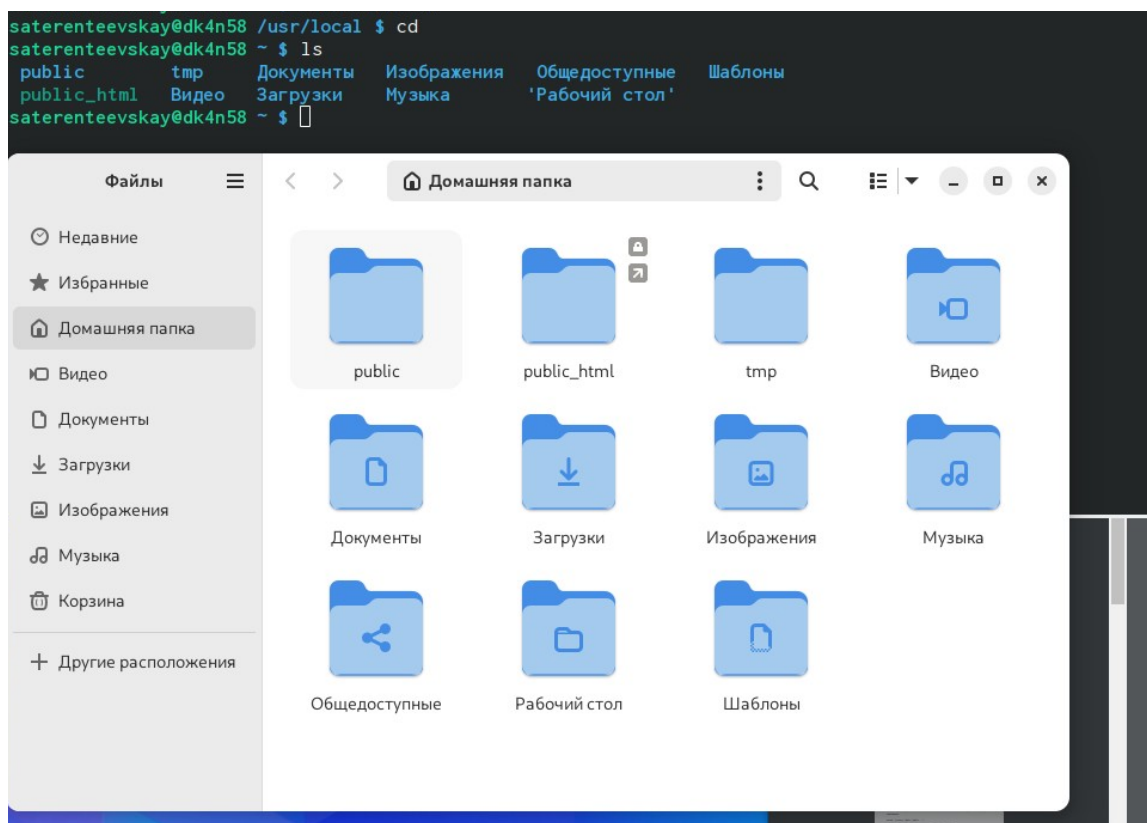 saterenteevskay@dk4n58 /usr/local $ cd
saterenteevskay@dk4n58 ~ $ ls
public tmp Документы Изображения Общедоступные Шаблоны
public_html Видео Загрузки Музыка 'Рабочий стол'
saterenteevskay@dk4n58 ~ $
Файлы
Домашняя папка
Недавние
Избранные
Домашняя папка
Видео
Документы
Загрузки
Изображения
Музыка
Корзина
Другие расположения
public public_html tmp Видео
Документы Загрузки Изображения Музыка
Общедоступные Рабочий стол Шаблоны